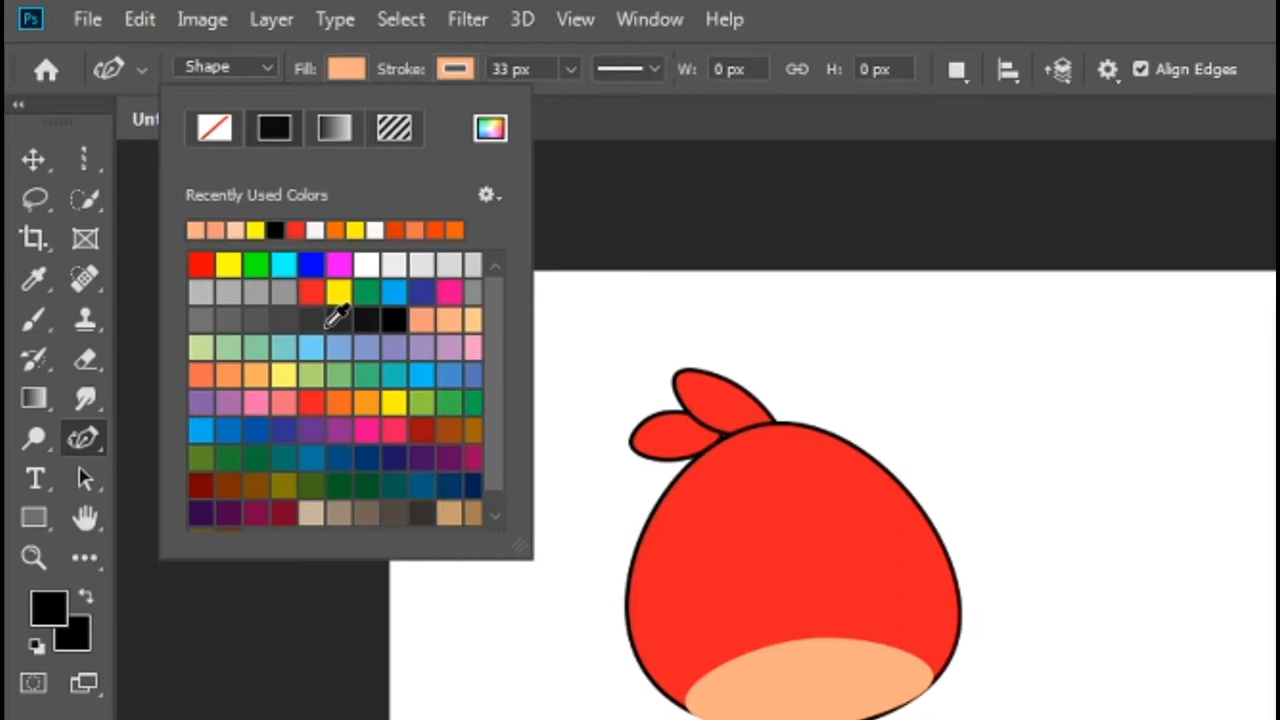 Ps File Edit Image Layer Type Select Filter 3D View Window Help
Shape Fill: Stroke: 33 px W: 0 px H: 0 px Align Edges
Unt
Recently Used Colors
T